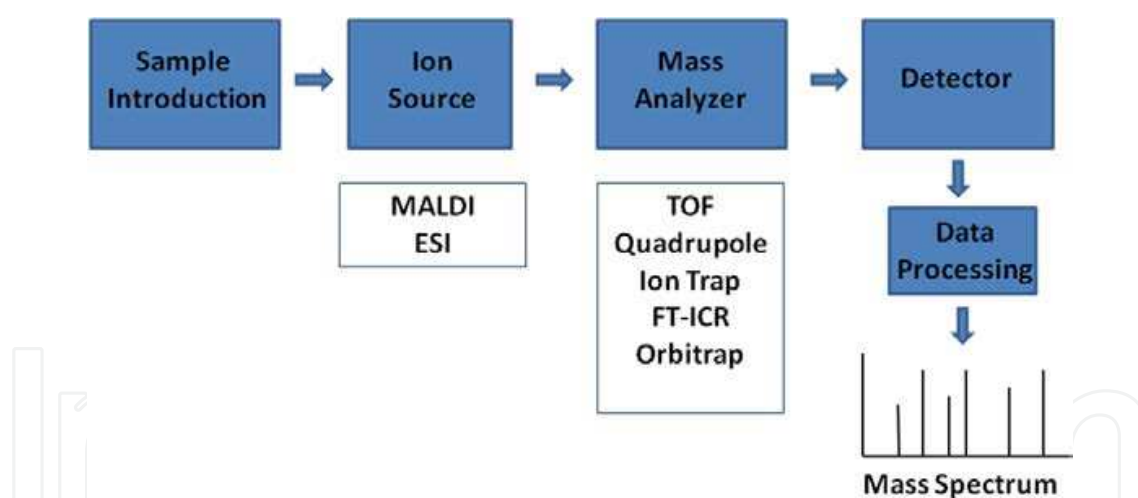 Sample
Introduction
Ion
Source
Mass
Analyzer
Detector
MALDI
ESI
TOF
Quadrupole
Ion Trap
FT-ICR
Orbitrap
Data
Processing
Mass Spectrum